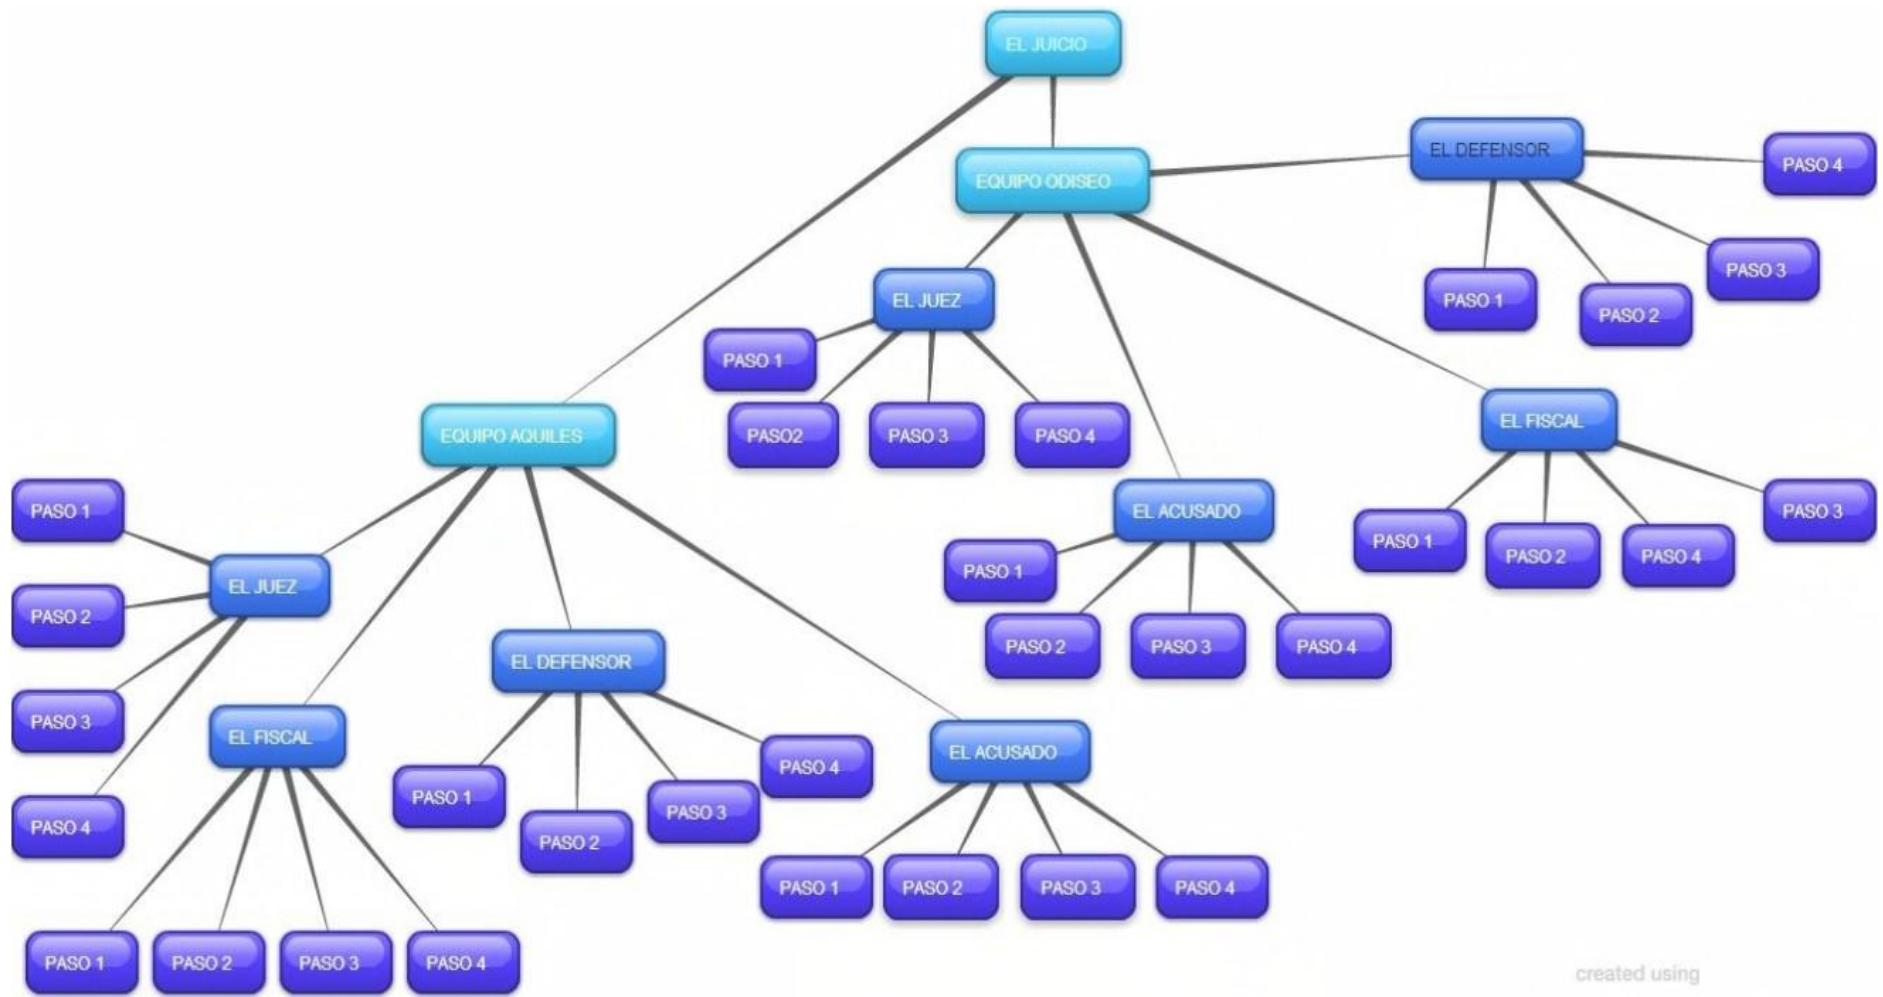 EL JUICIO
EQUIPO ODISEO
EL DEFENSOR
PASO 4
PASO 3
PASO 1
PASO 2
EL JUEZ
PASO 1
PASO2
PASO 3
PASO 4
EL FISCAL
PASO 1
PASO 2
PASO 4
PASO 3
EL ACUSADO
PASO 1
PASO 2
PASO 3
PASO 4
EQUIPO AQUILES
EL JUEZ
PASO 1
PASO 2
PASO 3
PASO 4
EL FISCAL
PASO 1
PASO 2
PASO 3
PASO 4
EL DEFENSOR
PASO 1
PASO 2
PASO 3
PASO 4
EL ACUSADO
PASO 1
PASO 2
PASO 3
PASO 4
created using